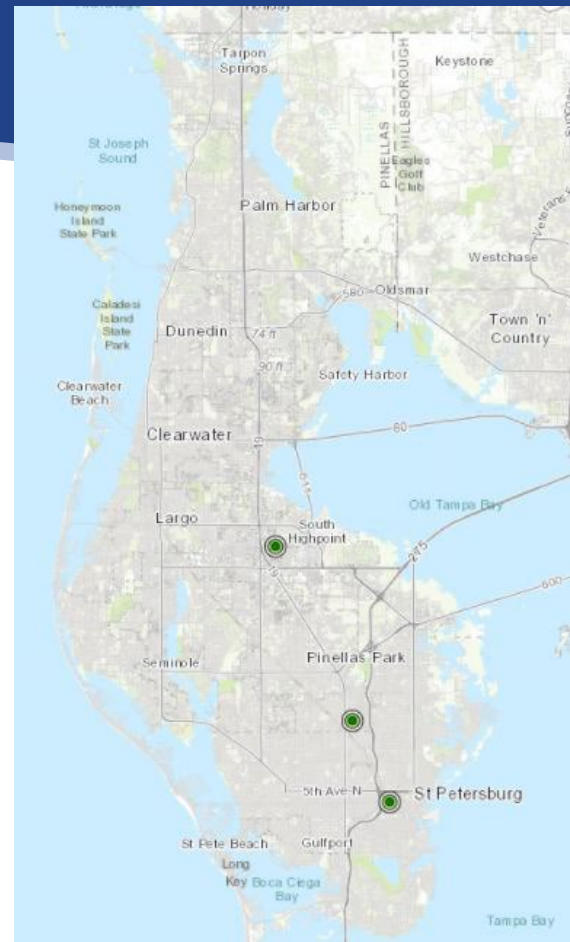 Tarpon
Springs
Keystone
PINELLAS
HILLSBOROUGH
St Joseph
Sound
Eagles
Golf
Club
Honeymoon
Island
State Park
Palm Harbor
Veterans
Westchase
580
Oldsmar
Caladesi
Island
State
Park
Dunedin
74 ft
Town 'n'
Country
90 ft
Safety Harbor
Clearwater
Beach
Clearwater
19
60
611
Old Tampa Bay
Largo
South
Highpoint
275
19
600
Seminole
Pinellas Park
5th Ave N
St Petersburg
St Pete Beach
Gulfport
Long
Key
Boca Ciega
Bay
Tampa Bay